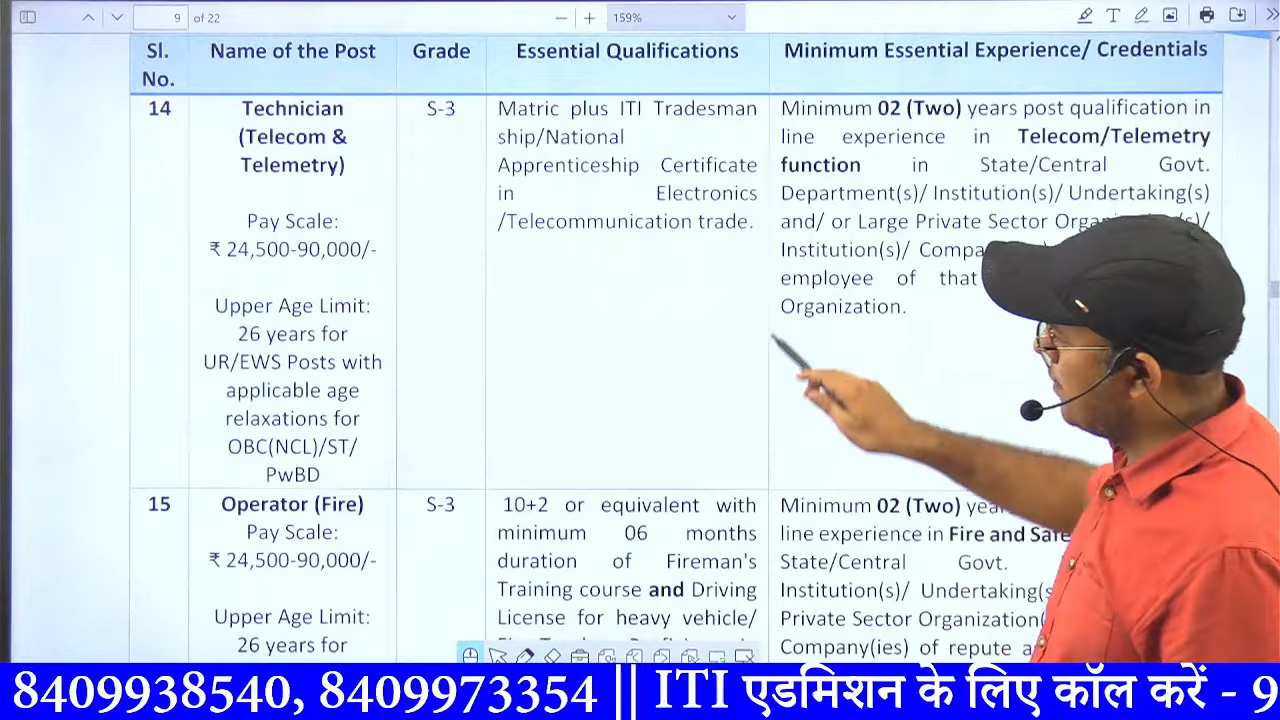 9 of 22
159%
Sl. No.
Name of the Post
Grade
Essential Qualifications
Minimum Essential Experience/ Credentials
14
Technician
(Telecom &
Telemetry)
Pay Scale:
₹ 24,500-90,000/-
Upper Age Limit:
26 years for
UR/EWS Posts with
applicable age
relaxations for
OBC(NCL)/ST/
PwBD
S-3
Matric plus ITI Tradesman
ship/National
Apprenticeship Certificate
in Electronics
/Telecommunication trade.
Minimum 02 (Two) years post qualification in
line experience in Telecom/Telemetry
function in State/Central Govt.
Department(s)/ Institution(s)/ Undertaking(s)
and/ or Large Private Sector
Institution(s)/
employee of that
Organization.
15
Operator (Fire)
Pay Scale:
₹ 24,500-90,000/-
Upper Age Limit:
26 years for
S-3
10+2 or equivalent with
minimum 06 months
duration of Fireman's
Training course and Driving
License for heavy vehicle/
Minimum 02 (Two)
line experience in Fire and
State/Central Govt.
Institution(s)/
Private Sector
Company(ies) of repute
8409938540, 8409973354 || ITI एडमिशन के लिए कॉल करें - 9